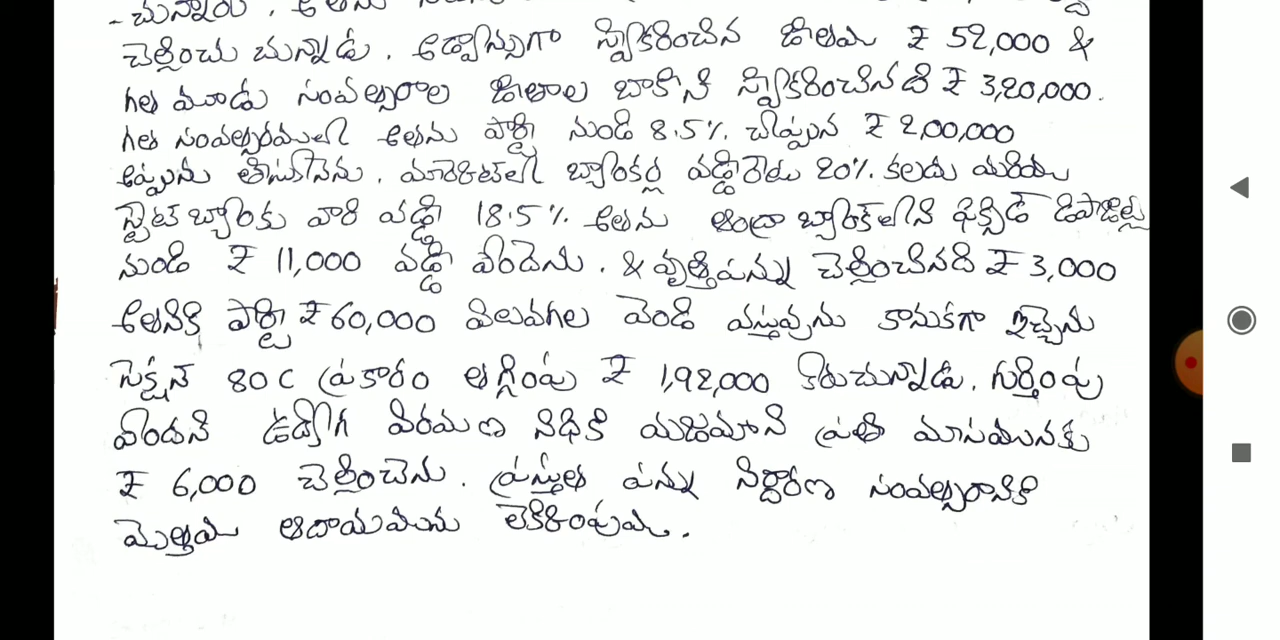 - చున్నారు. అతను
చెల్లించు చున్నాడు. అడ్వాన్సుగా స్వీకరించిన జీతము ₹ 52,000 &
గత మూడు సంవత్సరాల జీతాల బాకీని స్వీకరించినది ₹ 3,20,000.
గత సంవత్సరములో అతను పార్టీ నుండి 8.5% చొప్పున ₹ 2,00,000
అప్పును తీసుకొనెను. మార్కెట్‌లో బ్యాంకర్ల వడ్డీరేటు 20% కలదు మరియు
స్టేట్ బ్యాంకు వారి వడ్డీ 18.5% అతను ఆంధ్రా బ్యాంక్‌లోని ఫిక్సిడ్ డిపాజిట్ల
నుండి ₹ 11,000 వడ్డీ పొందెను. & వృత్తిపన్ను చెల్లించినది ₹ 3,000
అతనికి పార్టీ ₹ 60,000 విలువగల వెండి వస్తువును కానుకగా ఇచ్చెను
సెక్షన్ 80C ప్రకారం తగ్గింపు ₹ 1,92,000 కోరుచున్నాడు. గుర్తింపు
పొందని ఉద్యోగ విరమణ నిధికి యజమాని ప్రతి మాసమునకు
₹ 6,000 చెల్లించెను. ప్రస్తుత పన్ను నిర్ధారణ సంవత్సరానికి
మొత్తము ఆదాయమును లెక్కింపుము.